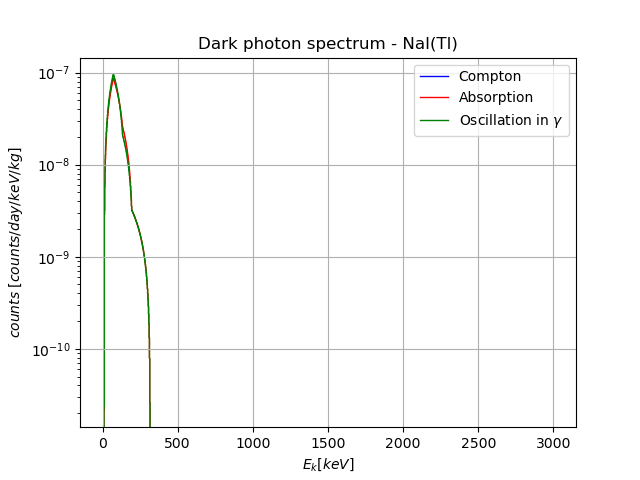 Dark photon spectrum - NaI(Tl)
Compton
Absorption
Oscillation in γ
10⁻⁷
10⁻⁸
10⁻⁹
10⁻¹⁰
counts [counts/day/keV/kg]
0 500 1000 1500 2000 2500 3000
Eₖ[keV]